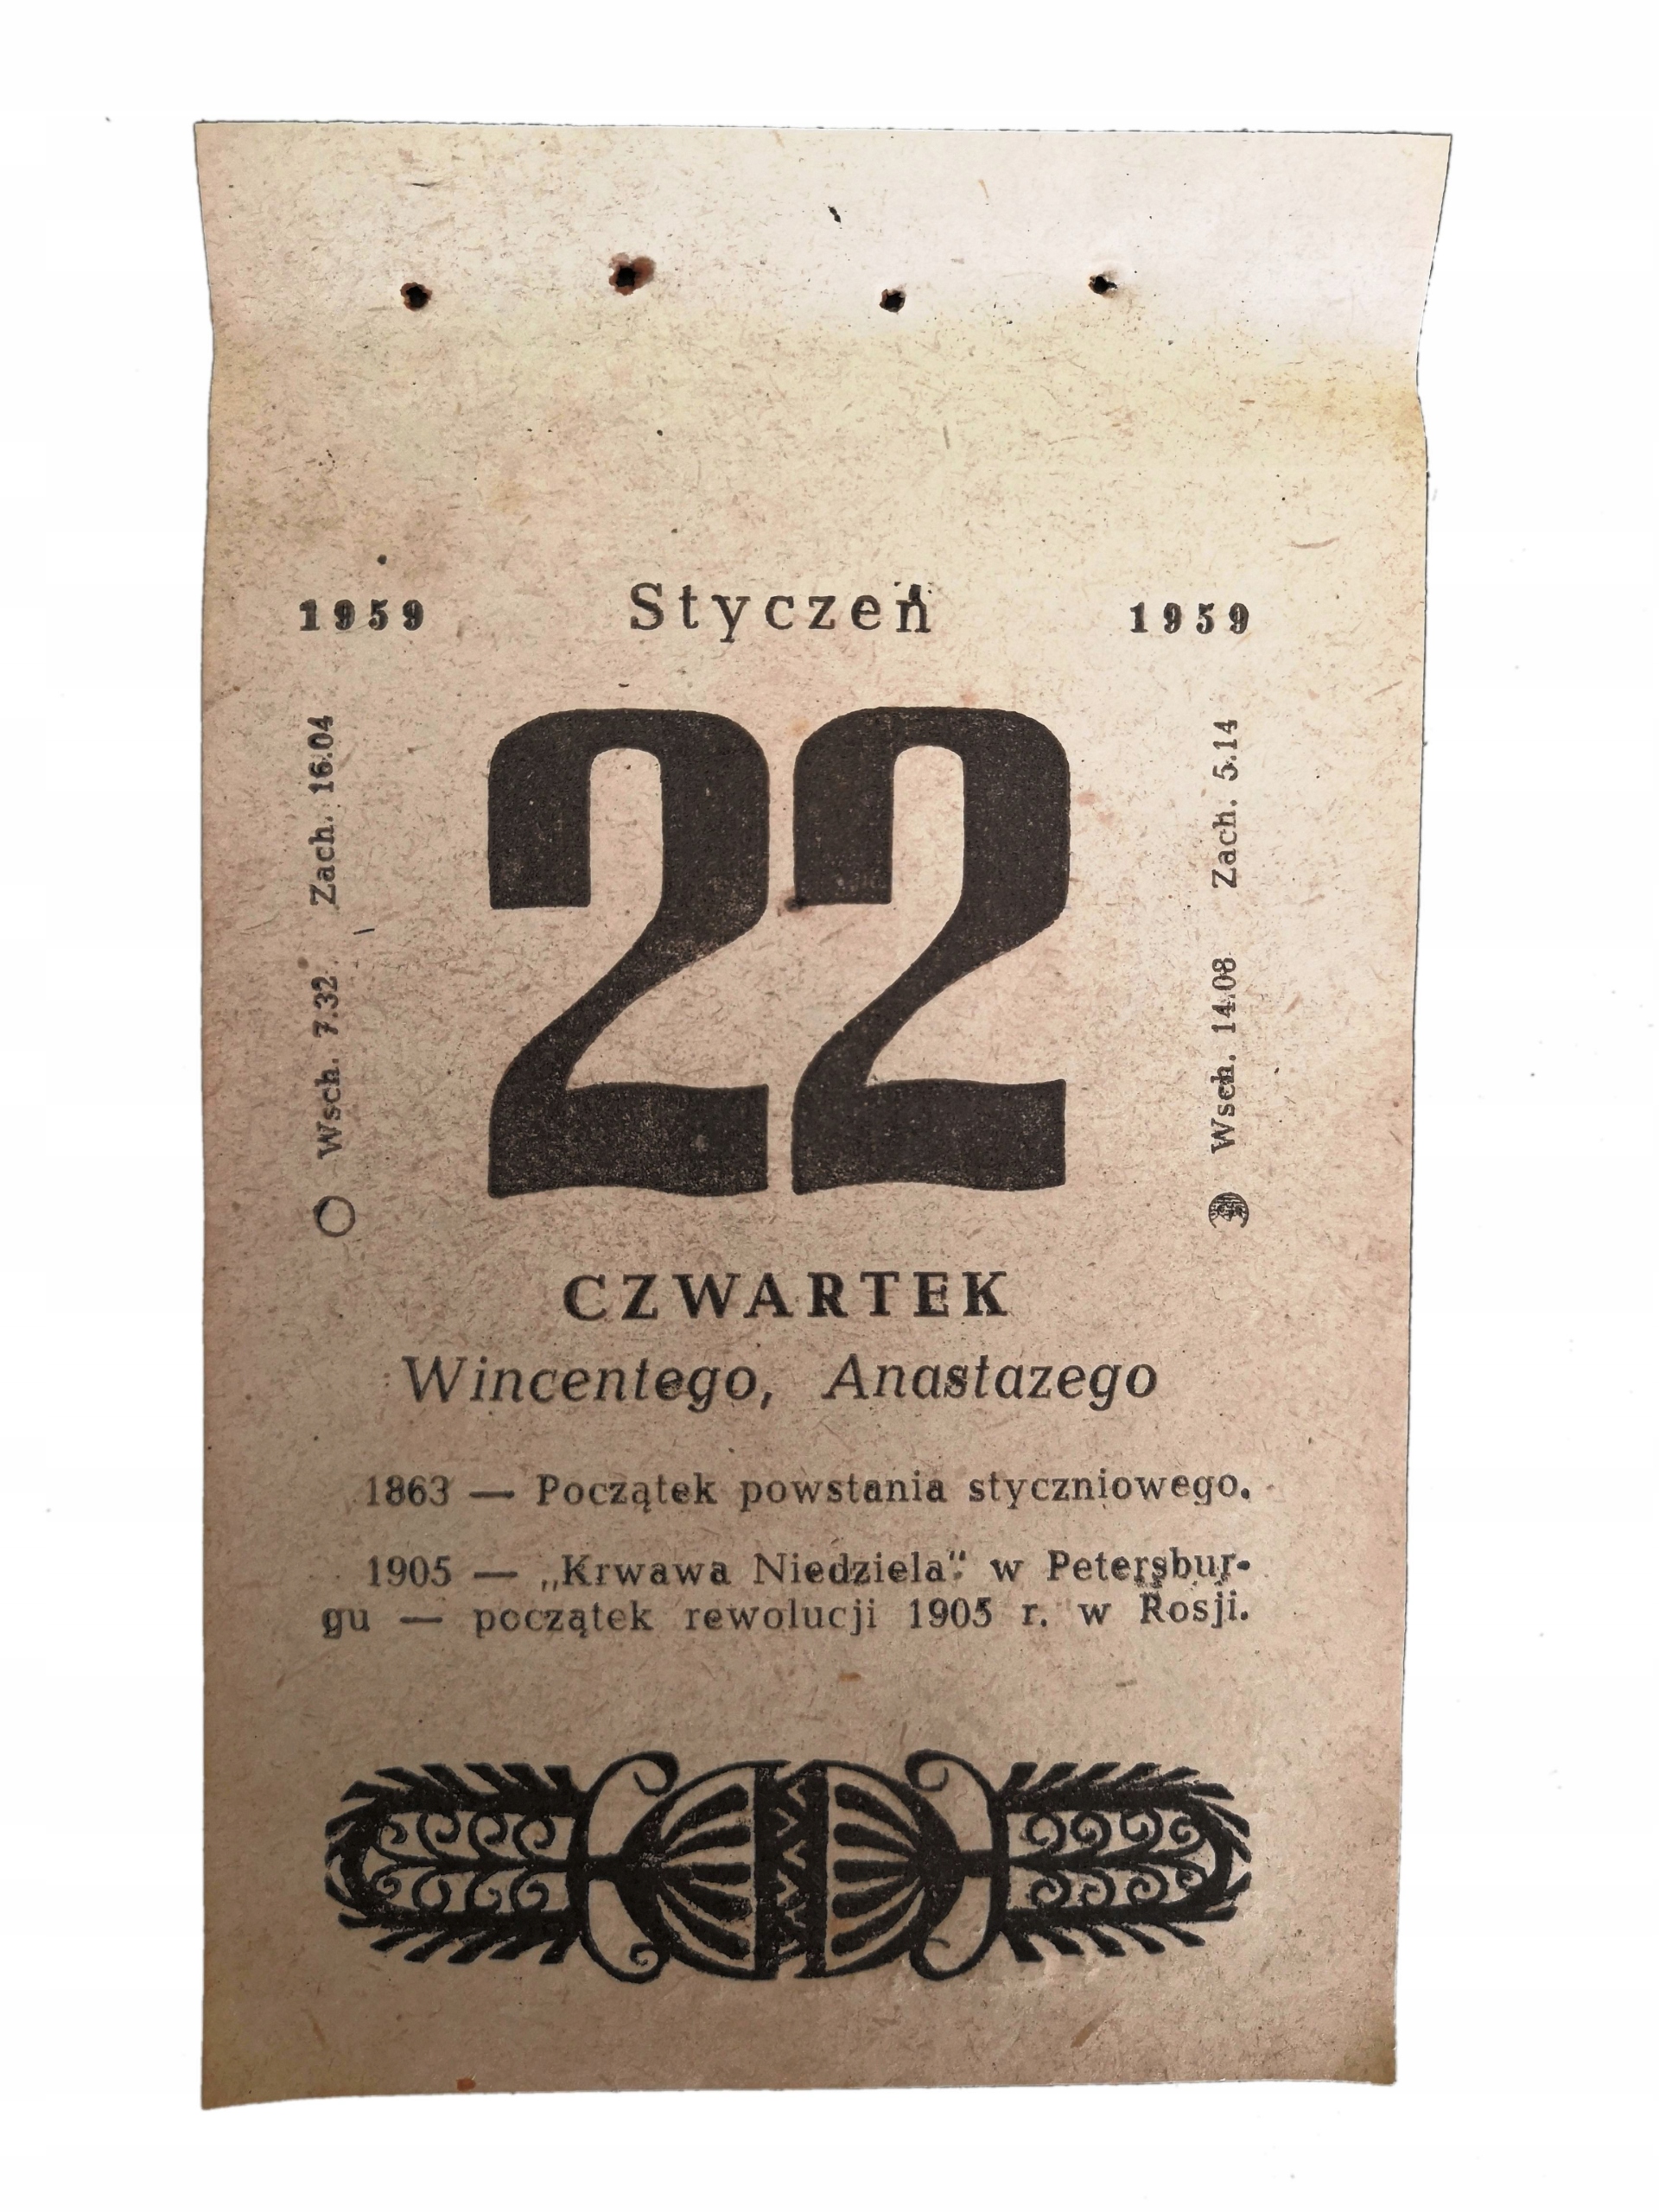 1959 Styczeń 1959
Wsch. 7.32 Zach. 16.04
22
Wsch. 14.08 Zach. 5.14
CZWARTEK
Wincentego, Anastazego
1863 — Początek powstania styczniowego.
1905 — „Krwawa Niedziela“ w Petersbur-
gu — początek rewolucji 1905 r. w Rosji.